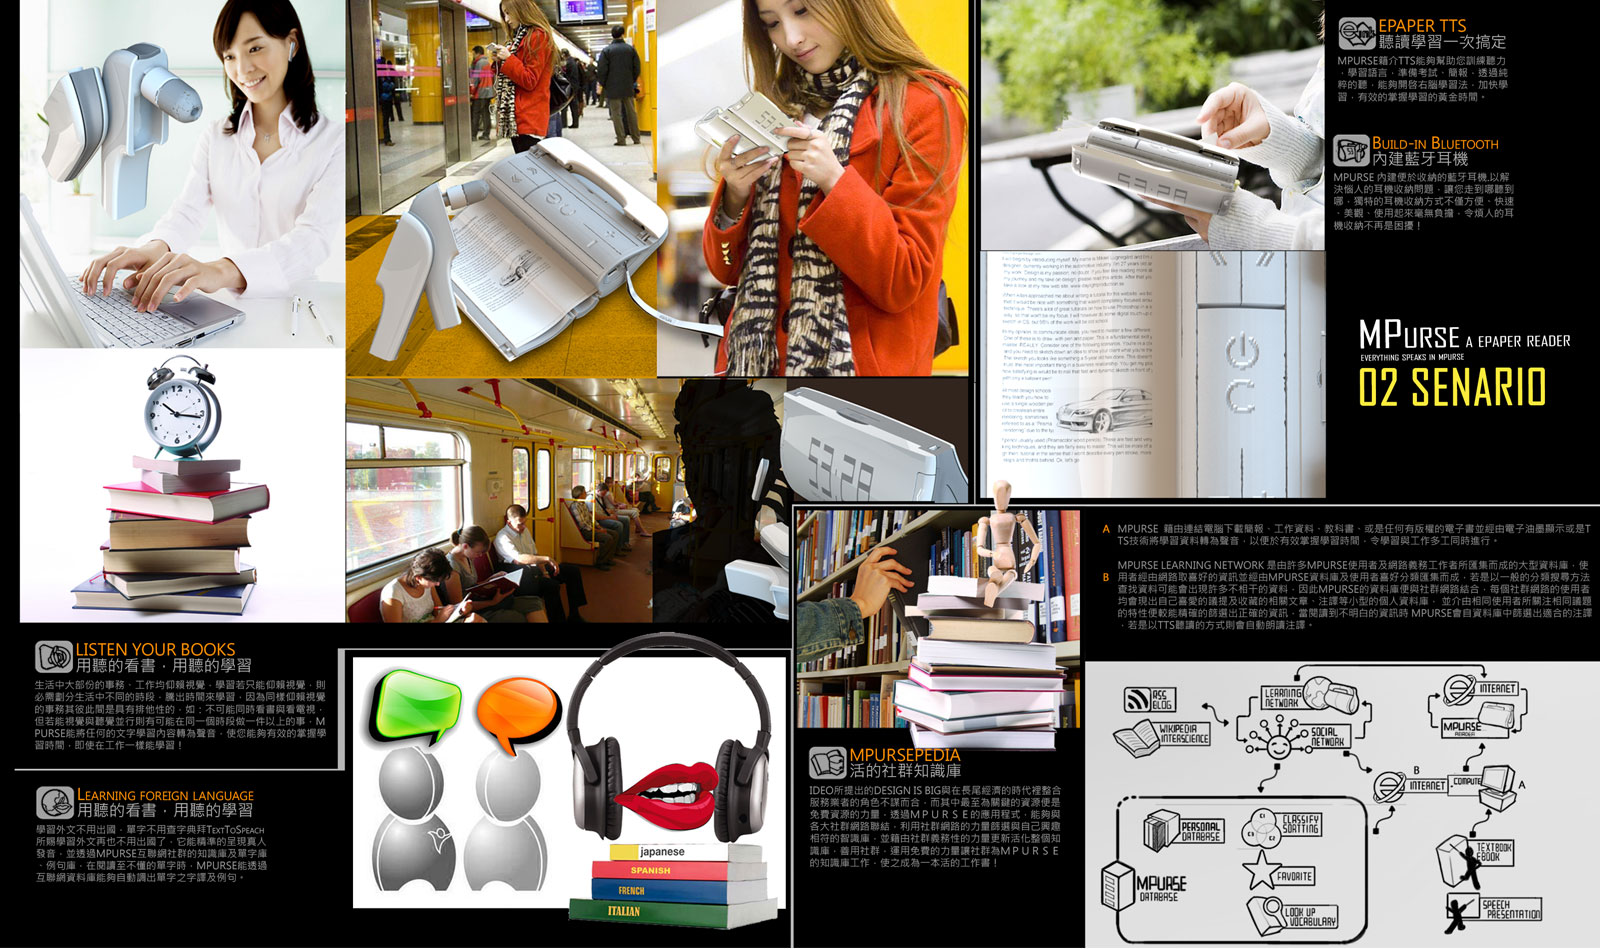 EPAPER TTS
聽讀學習一次搞定
MPURSE藉介TTS能夠幫助您訓練聽力
，學習語言，準備考試、簡報，透過純
粹的聽，能夠開啓右腦學習法，加快學
習，有效的掌握學習的黃金時間。
BUILD-IN BLUETOOTH
內建藍牙耳機
MPURSE 內建便於收納的藍牙耳機,以解
決惱人的耳機收納問題，讓您走到哪聽到
哪，獨特的耳機收納方式不僅方便、快速
、美觀、使用起來毫無負擔，令煩人的耳
機收納不再是困擾！
MPURSE A EPAPER READER
EVERYTHING SPEAKS IN MPURSE
02 SENARIO
53:29
53:29
53:29
A MPURSE 藉由連結電腦下載簡報、工作資料、教科書、或是任何有版權的電子書並經由電子油墨顯示或是T
TS技術將學習資料轉為聲音，以便於有效掌握學習時間，令學習與工作多工同時進行。
B MPURSE LEARNING NETWORK 是由許多MPURSE使用者及網路義務工作者所匯集而成的大型資料庫，使
用者經由網路取喜好的資訊並經由MPURSE資料庫及使用者喜好分類匯集而成，若是以一般的分類搜尋方法
查找資料可能會出現許多不相干的資料，因此MPURSE的資料庫便與社群網路結合，每個社群網路的使用者
均會現出自己喜愛的議提及收藏的相關文章、注譯等小型的個人資料庫， 並介由相同使用者所關注相同議題
的特性便較能精確的篩選出正確的資訊，當閱讀到不明白的資訊時 MPURSE會自資料庫中篩選出適合的注譯
，若是以TTS聽讀的方式則會自動朗讀注譯。
LISTEN YOUR BOOKS
用聽的看書，用聽的學習
生活中大部份的事務、工作均仰賴視覺，學習若只能仰賴視覺，則
必需劃分生活中不同的時段，騰出時間來學習，因為同樣仰賴視覺
的事務其彼此間是具有排他性的，如：不可能同時看書與看電視，
但若能視覺與聽覺並行則有可能在同一個時段做一件以上的事，M
PURSE能將任何的文字學習內容轉為聲音，使您能夠有效的掌握學
習時間，即使在工作一樣能學習！
LEARNING FOREIGN LANGUAGE
用聽的看書，用聽的學習
學習外文不用出國，單字不用查字典拜TEXTTOSPEACH
所賜學習外文再也不用出國了，它能精準的呈現真人
發音，並透過MPURSE互聯網社群的知識庫及單字庫
、例句庫，在閱讀至不懂的單字時，MPURSE能透過
互聯網資料庫能夠自動調出單字之字譯及例句。
japanese
SPANISH
FRENCH
ITALIAN
MPURSEPEDIA
活的社群知識庫
IDEO所提出的DESIGN IS BIG與在長尾經濟的時代裡整合
服務業者的角色不謀而合，而其中最至為關鍵的資源便是
免費資源的力量，透過MPURSE的應用程式，能夠與
各大社群網路聯結，利用社群網路的力量篩選與自己興趣
相符的智識庫，並藉由社群義務性的力量更新活化整個知
識庫，善用社群，運用免費的力量讓社群為MPURSE
的知識庫工作，使之成為一本活的工作書！
RSS
BLOG
WIKIPEDIA
INTERSCIENCE
LEARNING
NETWORK
SOCIAL
NETWORK
INTERNET
MPURSE
READER
B
INTERNET
COMPUTE
A
PERSONAL
DATABASE
CLASSIFY
SOATTING
FAVORITE
LOOK UP
VOCABULARY
MPURSE
DATABASE
TEXTBOOK
EBOOK
SPEECH
PRESENTATION